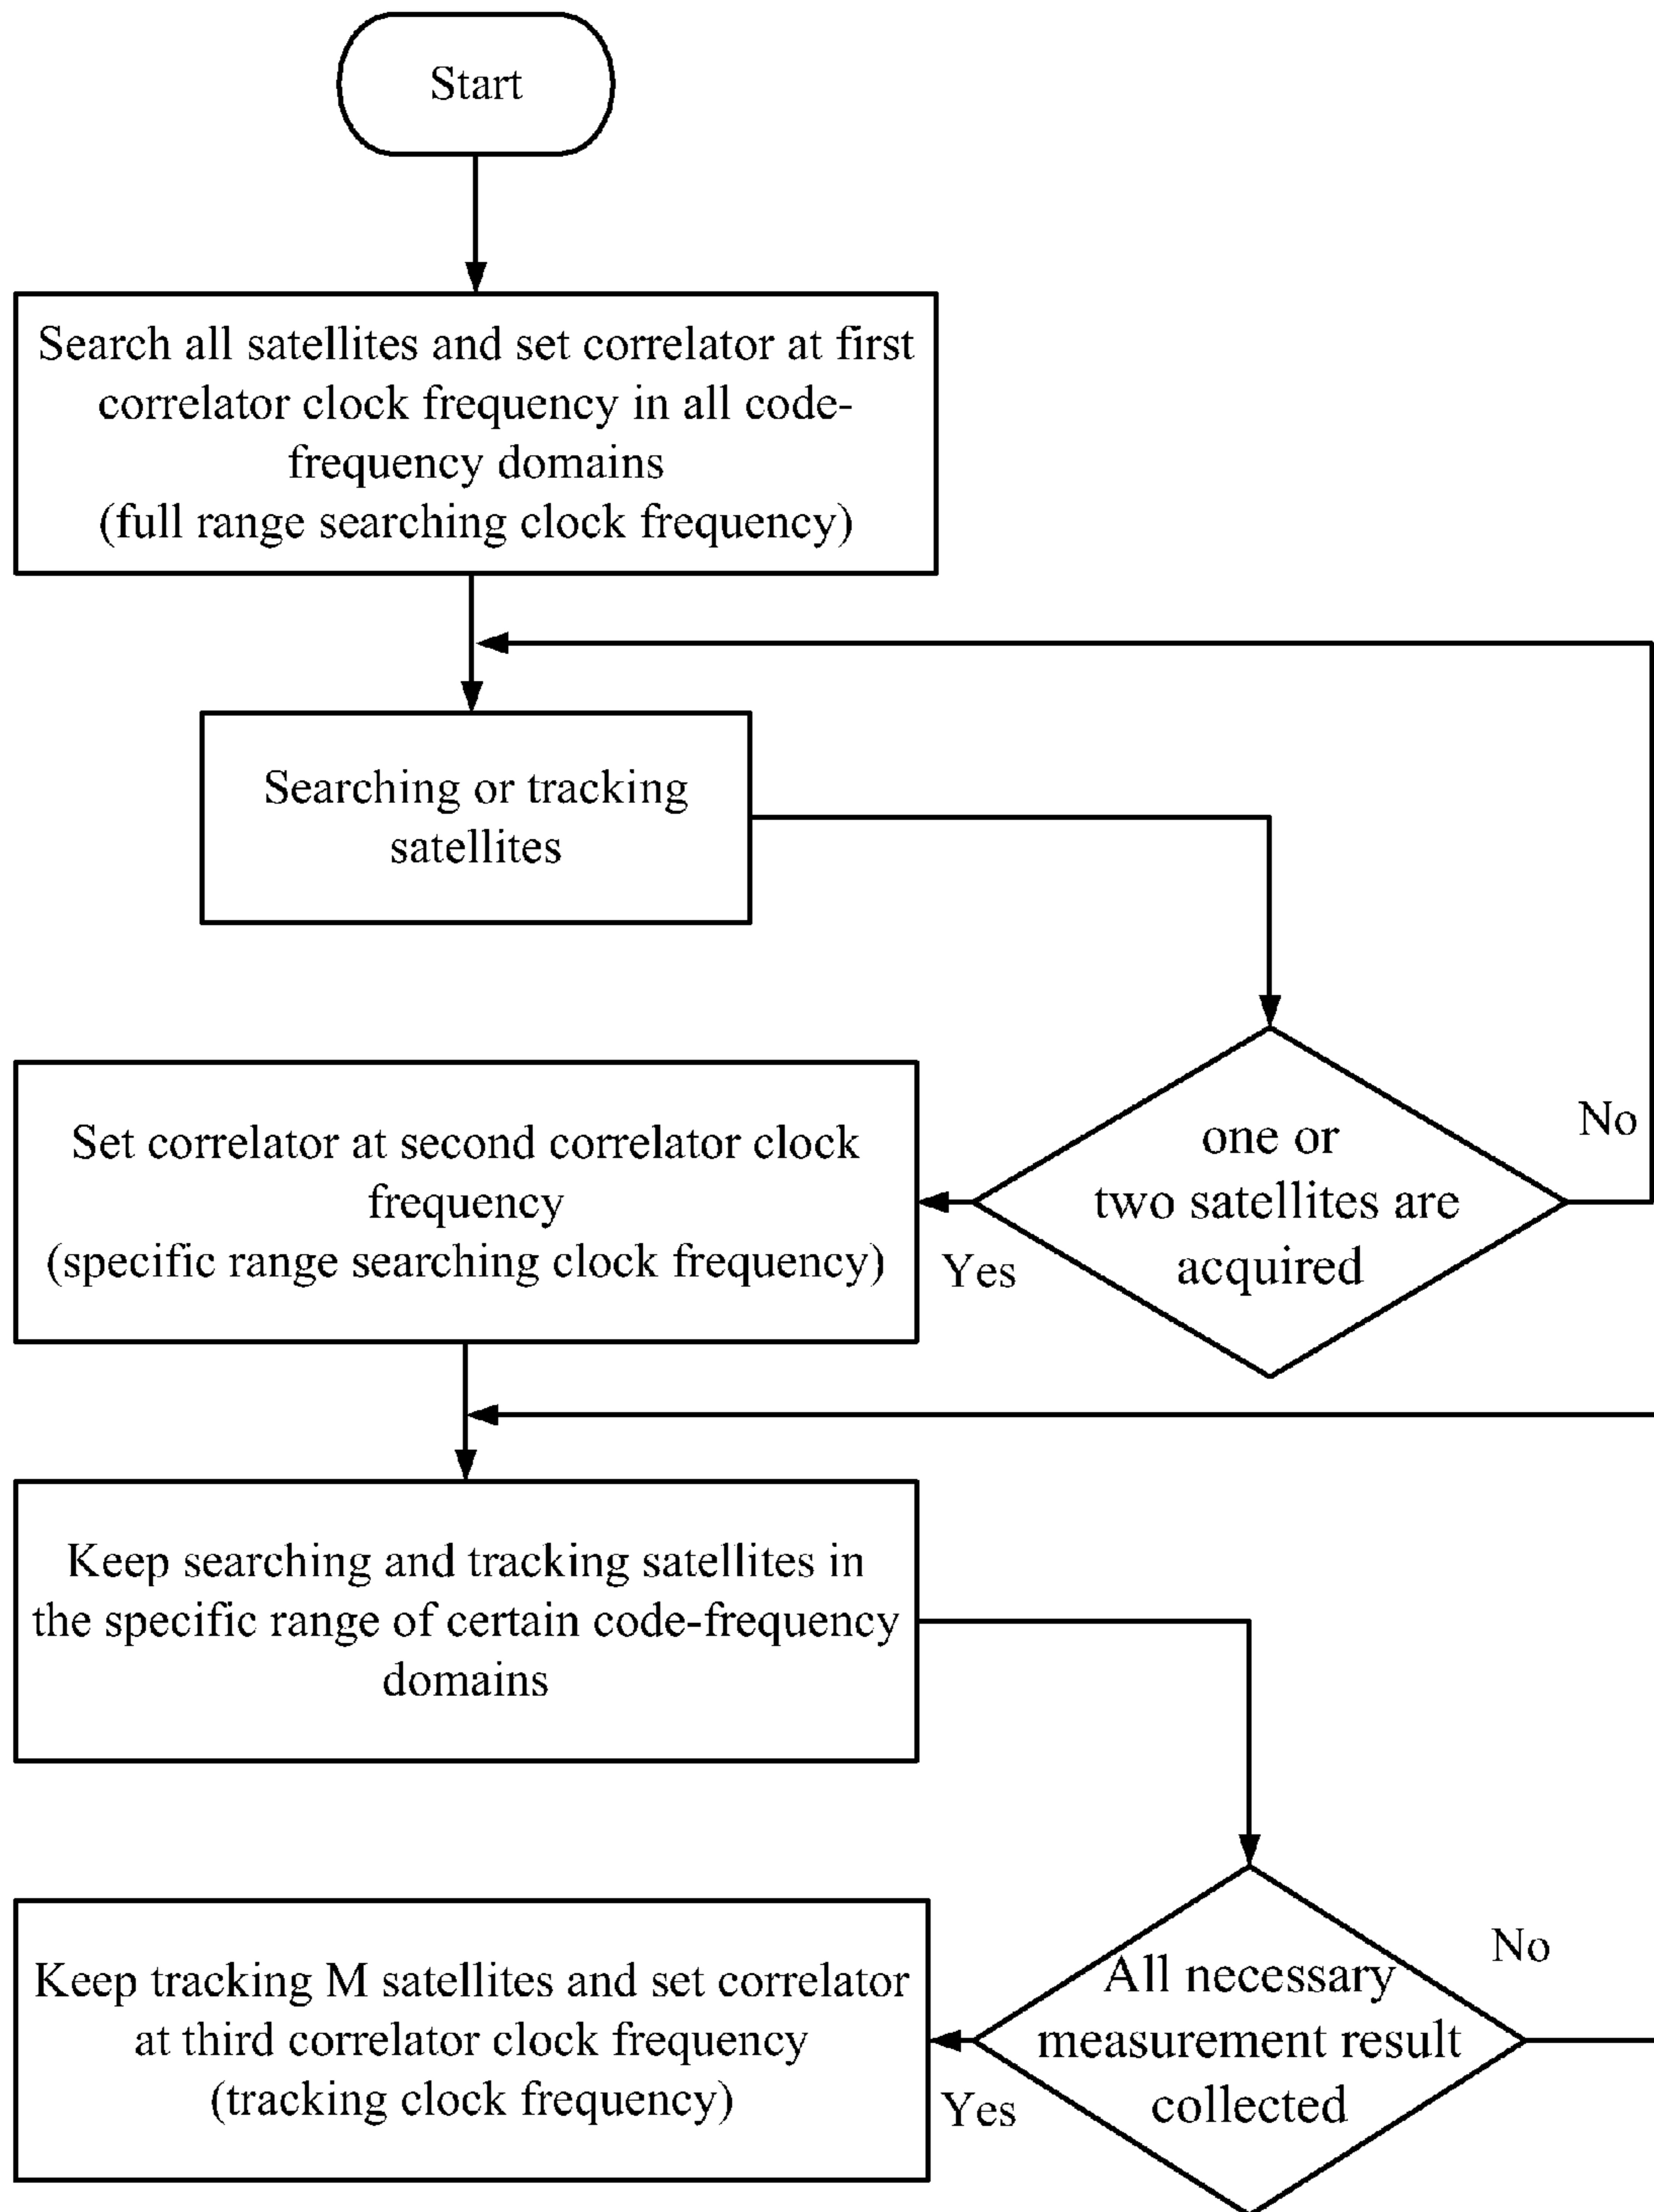 Start
Search all satellites and set correlator at first
correlator clock frequency in all code-
frequency domains
(full range searching clock frequency)
Searching or tracking
satellites
one or
two satellites are
acquired
No
Yes
Set correlator at second correlator clock
frequency
(specific range searching clock frequency)
Keep searching and tracking satellites in
the specific range of certain code-frequency
domains
All necessary
measurement result
collected
No
Yes
Keep tracking M satellites and set correlator
at third correlator clock frequency
(tracking clock frequency)